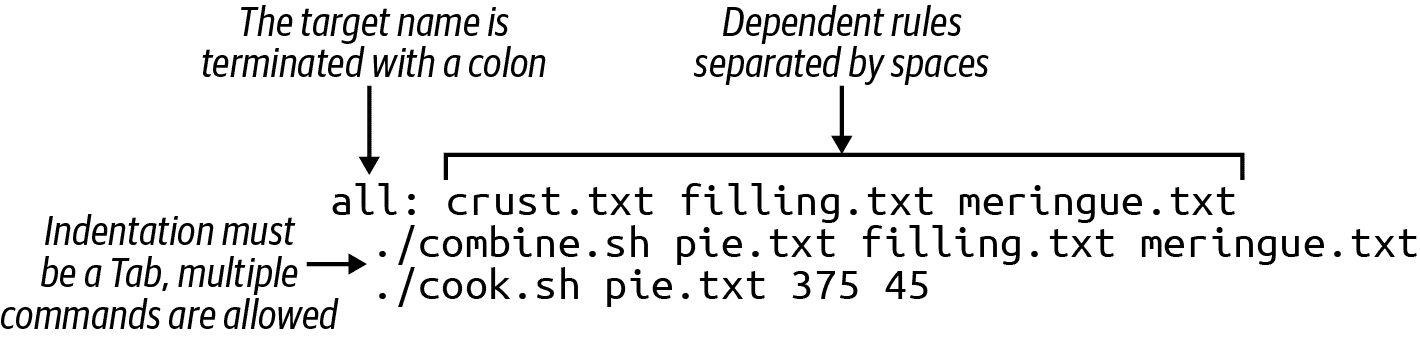 The target name is
terminated with a colon
Dependent rules
separated by spaces
all: crust.txt filling.txt meringue.txt
Indentation must
be a Tab, multiple
commands are allowed
./combine.sh pie.txt filling.txt meringue.txt
./cook.sh pie.txt 375 45